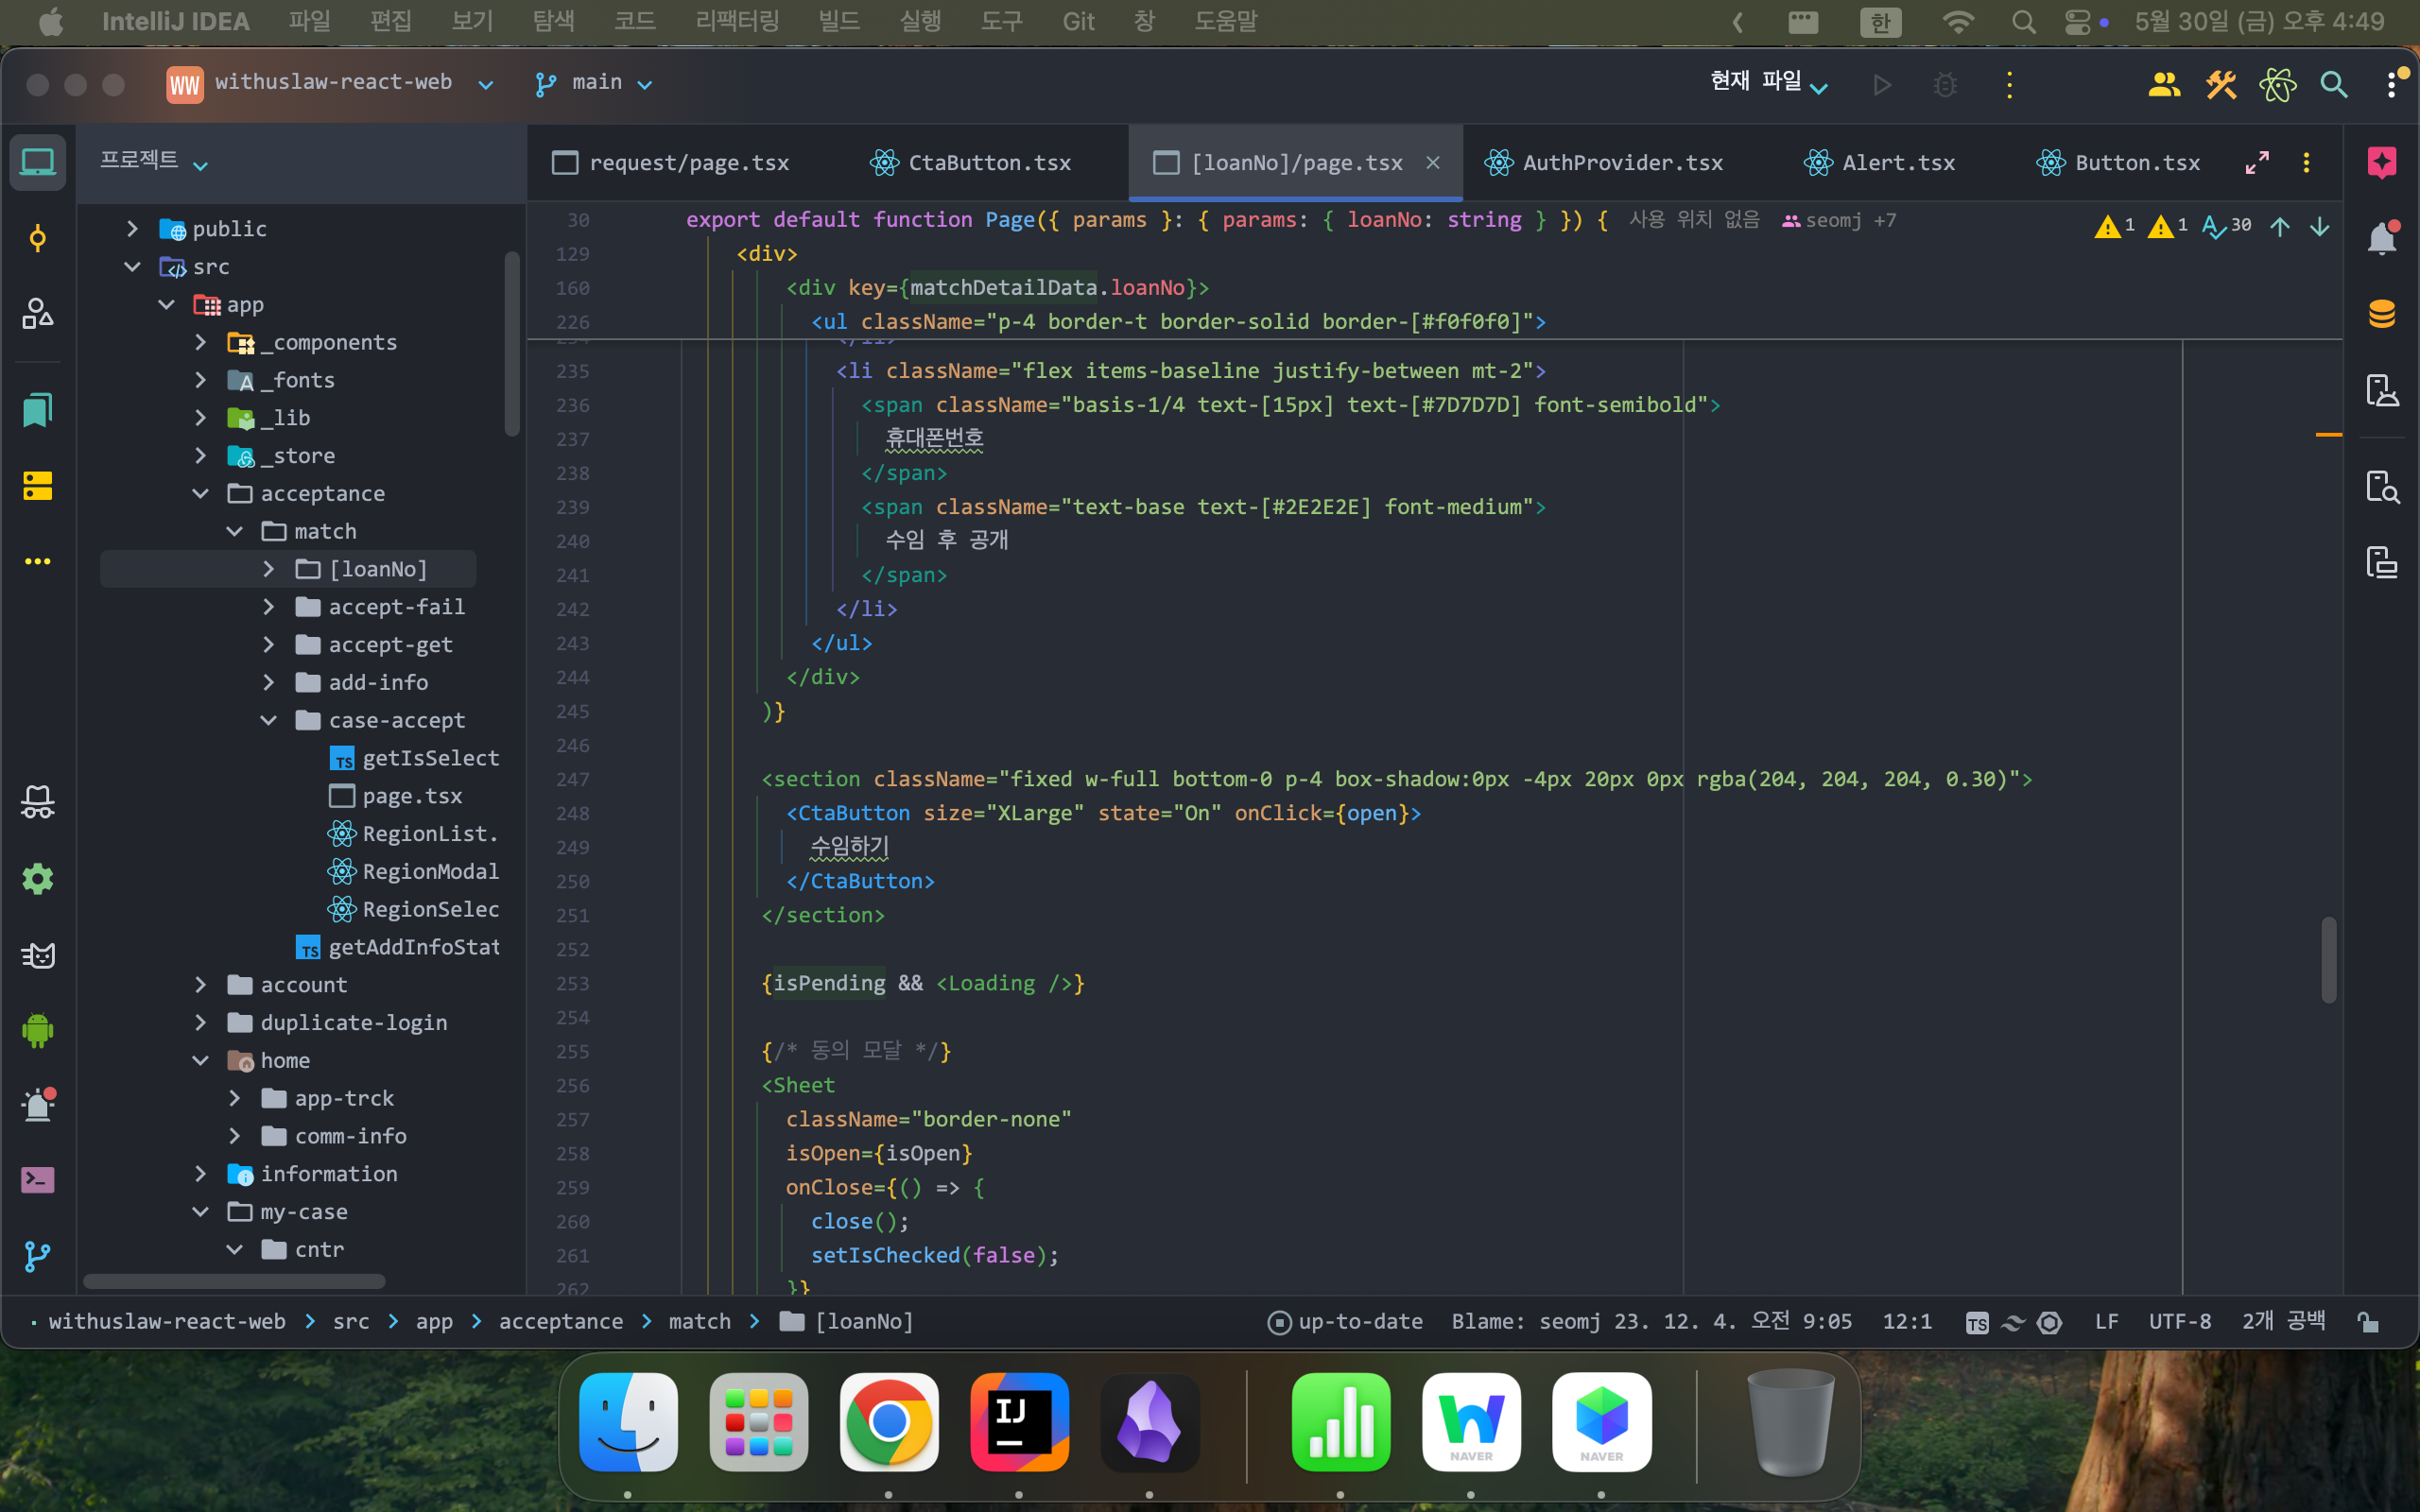 IntelliJ IDEA 파일 편집 보기 탐색 코드 리팩터링 빌드 실행 도구 Git 창 도움말 한 5월 30일 (금) 오후 4:49
WW withuslaw-react-web main 현재 파일
프로젝트
request/page.tsx CtaButton.tsx [loanNo]/page.tsx AuthProvider.tsx Alert.tsx Button.tsx
public
src
app
_components
_fonts
_lib
_store
acceptance
match
[loanNo]
accept-fail
accept-get
add-info
case-accept
TS getIsSelect
page.tsx
RegionList.
RegionModal
RegionSelec
TS getAddInfoStat
account
duplicate-login
home
app-trck
comm-info
information
my-case
cntr
30 export default function Page({ params }: { params: { loanNo: string } }) { 사용 위치 없음 seomj +7
1 1 30
129 <div>
160 <div key={matchDetailData.loanNo}>
226 <ul className="p-4 border-t border-solid border-[#f0f0f0]">
234 </li>
235 <li className="flex items-baseline justify-between mt-2">
236 <span className="basis-1/4 text-[15px] text-[#7D7D7D] font-semibold">
237 휴대폰번호
238 </span>
239 <span className="text-base text-[#2E2E2E] font-medium">
240 수임 후 공개
241 </span>
242 </li>
243 </ul>
244 </div>
245 )}
246
247 <section className="fixed w-full bottom-0 p-4 box-shadow:0px -4px 20px 0px rgba(204, 204, 204, 0.30)">
248 <CtaButton size="XLarge" state="On" onClick={open}>
249 수임하기
250 </CtaButton>
251 </section>
252
253 {isPending && <Loading />}
254
255 {/* 동의 모달 */}
256 <Sheet
257 className="border-none"
258 isOpen={isOpen}
259 onClose={() => {
260 close();
261 setIsChecked(false);
262 }}
withuslaw-react-web > src > app > acceptance > match > [loanNo] up-to-date Blame: seomj 23. 12. 4. 오전 9:05 12:1 TS LF UTF-8 2개 공백
IJ
NAVER
NAVER